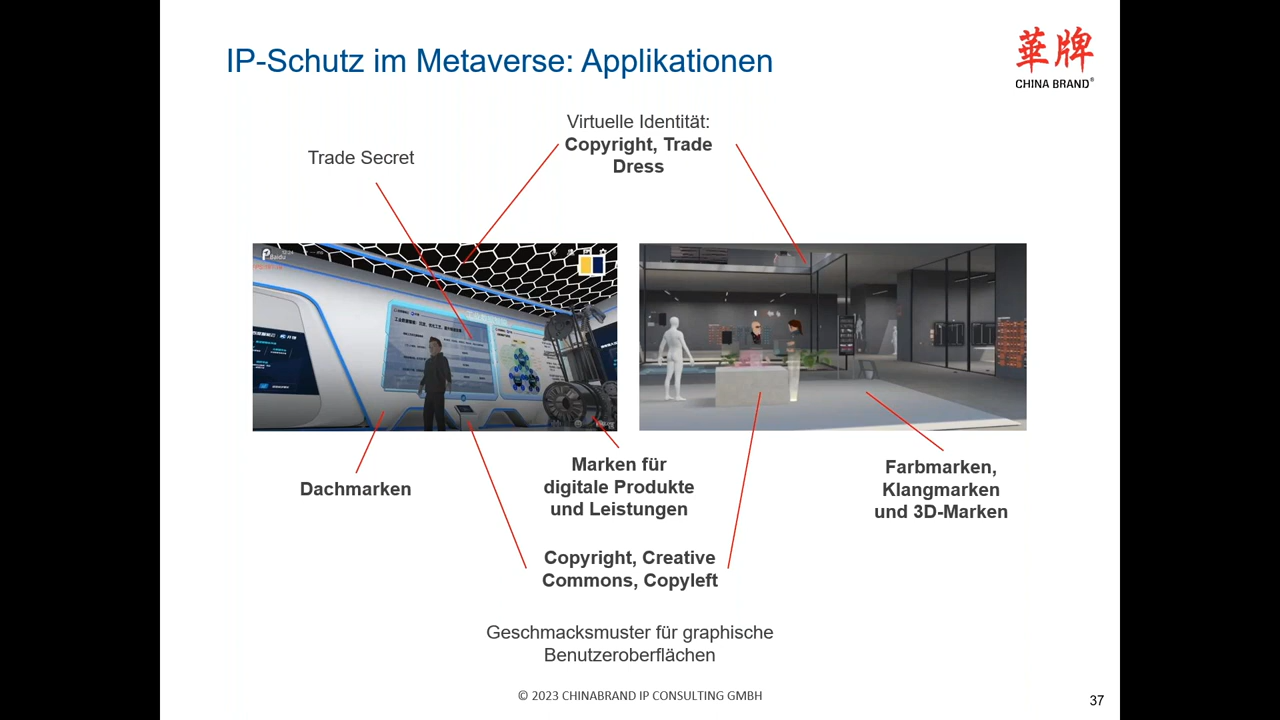 IP-Schutz im Metaverse: Applikationen
華牌
CHINA BRAND®
Virtuelle Identität:
Copyright, Trade
Dress
Trade Secret
Baidu
Dachmarken
Marken für
digitale Produkte
und Leistungen
Farbmarken,
Klangmarken
und 3D-Marken
Copyright, Creative
Commons, Copyleft
Geschmacksmuster für graphische
Benutzeroberflächen
© 2023 CHINABRAND IP CONSULTING GMBH
37